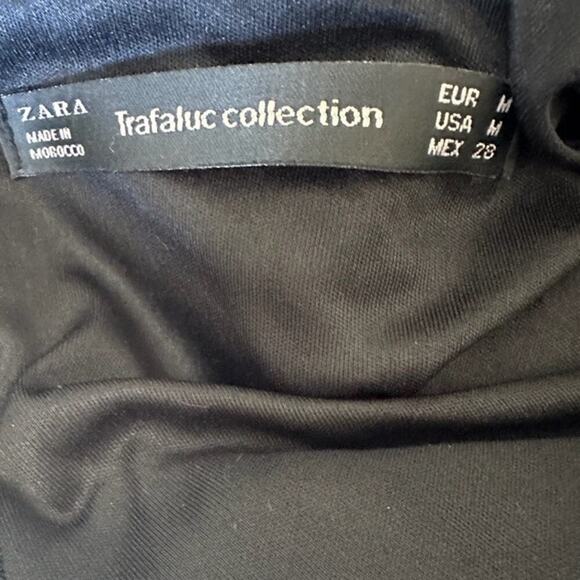 ZARA
MADE IN
MOROCCO
Trafaluc collection
EUR M
USA M
MEX 28